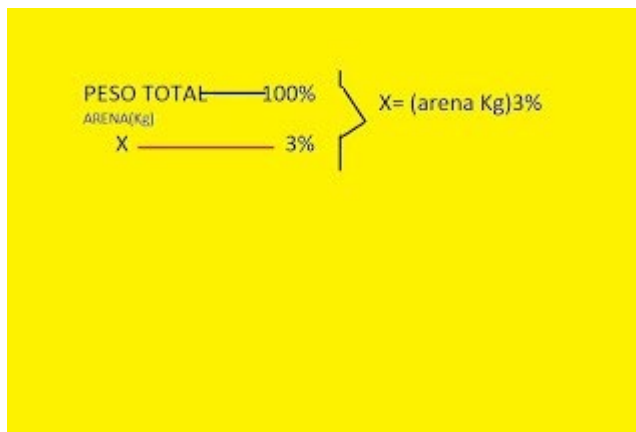 PESO TOTAL 100%
ARENA(Kg)
X 3%
X= (arena Kg)3%